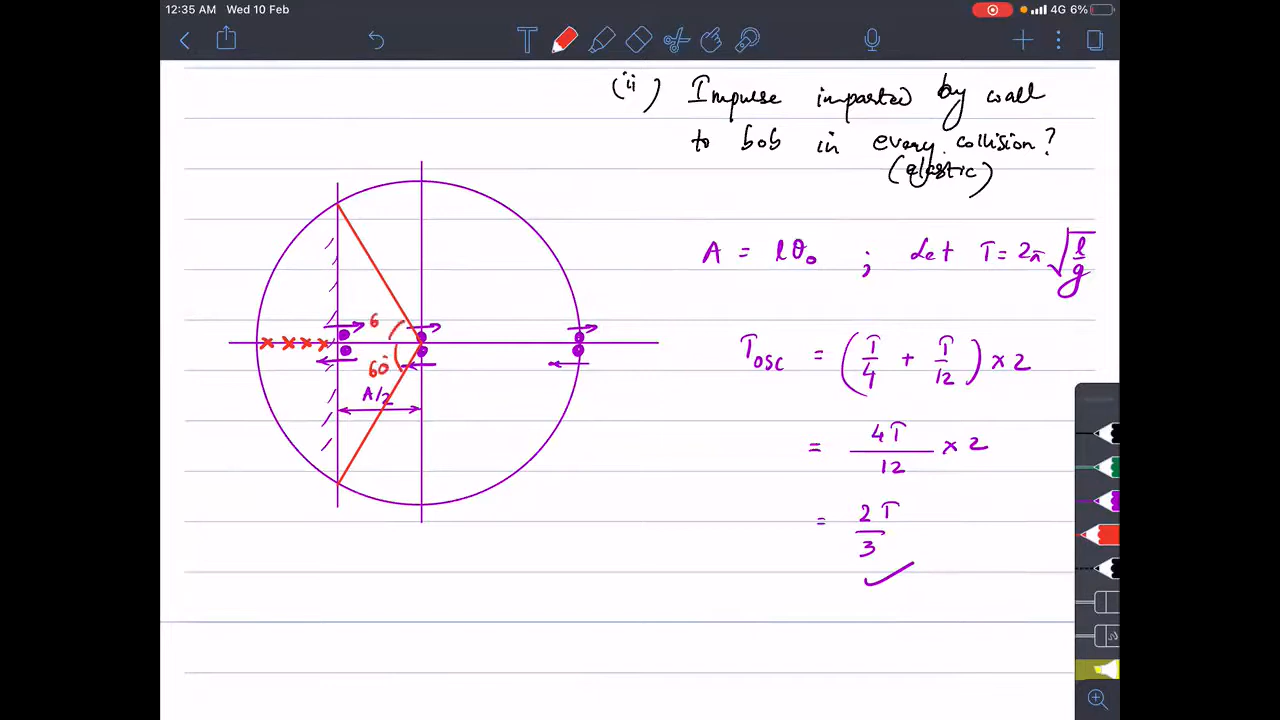 12:35 AM Wed 10 Feb
4G 6%
(ii) Impulse imparted by wall
to bob in every collision?
(elastic)
A = lθ₀ ; Let T = 2π√(l/g)
T_osc = (T/4 + T/12) × 2
= 4T/12 × 2
= 2T/3
6
60°
A/2